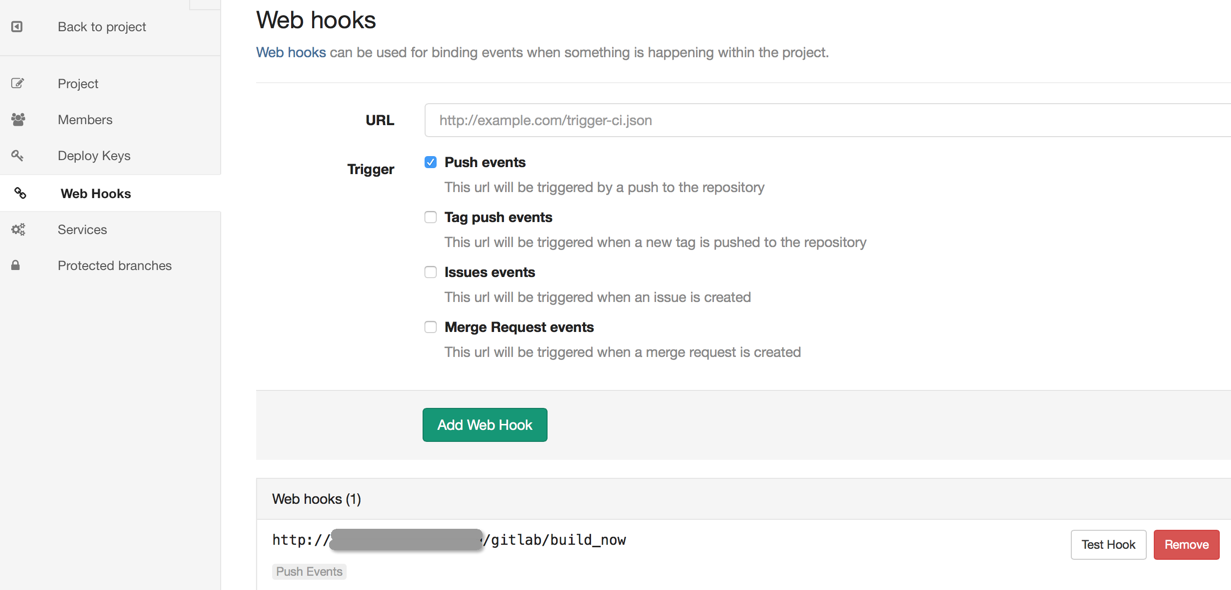 Back to project
Project
Members
Deploy Keys
Web Hooks
Services
Protected branches
Web hooks
Web hooks can be used for binding events when something is happening within the project.
URL
http://example.com/trigger-ci.json
Trigger
Push events
This url will be triggered by a push to the repository
Tag push events
This url will be triggered when a new tag is pushed to the repository
Issues events
This url will be triggered when an issue is created
Merge Request events
This url will be triggered when a merge request is created
Add Web Hook
Web hooks (1)
http:// /gitlab/build_now
Test Hook
Remove
Push Events